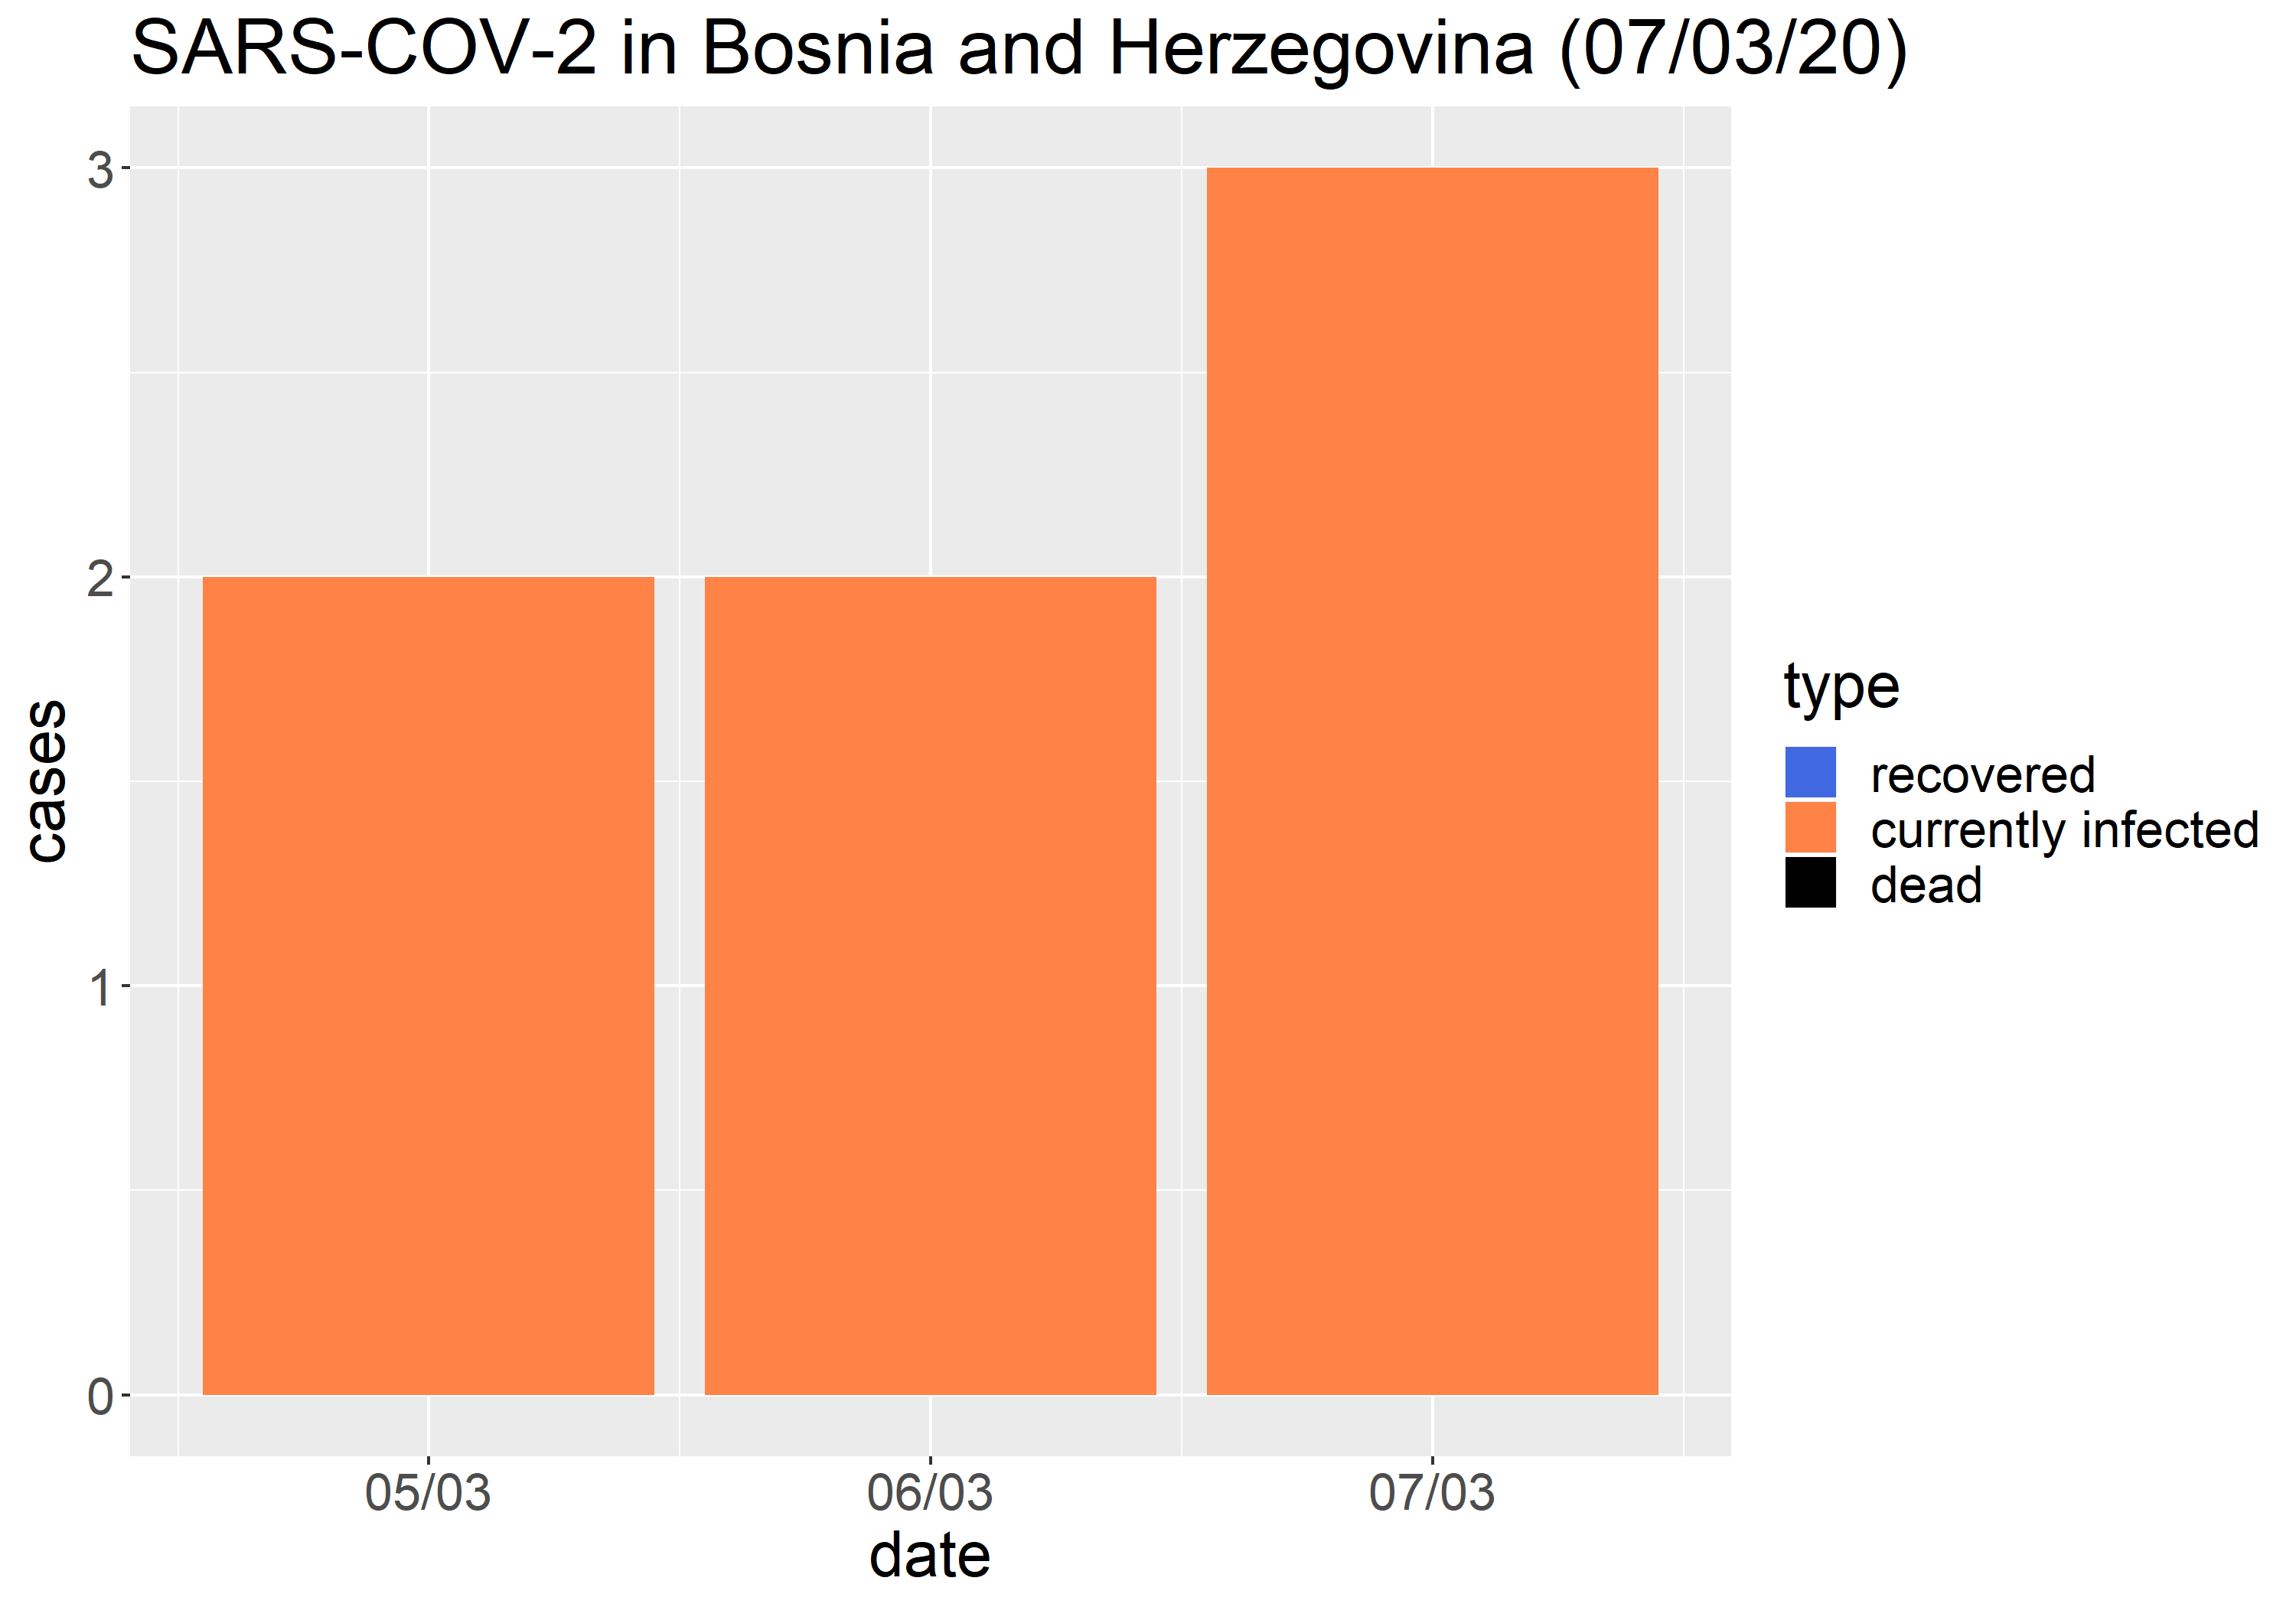 SARS-COV-2 in Bosnia and Herzegovina (07/03/20)
3
2
1
0
cases
05/03
06/03
07/03
date
type
recovered
currently infected
dead